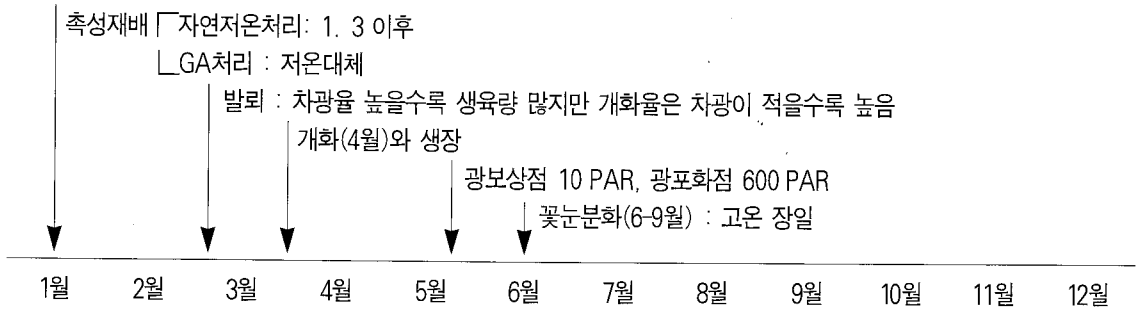 촉성재배 자연저온처리: 1. 3 이후
GA처리 : 저온대체
발뢰 : 차광율 높을수록 생육량 많지만 개화율은 차광이 적을수록 높음
개화(4월)와 생장
광보상점 10 PAR, 광포화점 600 PAR
꽃눈분화(6-9월) : 고온 장일
1월 2월 3월 4월 5월 6월 7월 8월 9월 10월 11월 12월